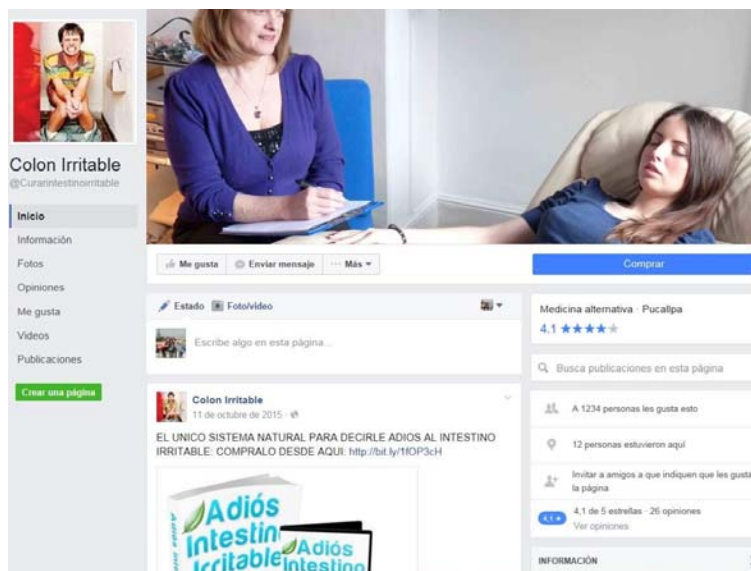 Colon Irritable
@Curarintestinoirritable
Inicio
Información
Fotos
Opiniones
Me gusta
Videos
Publicaciones
Crear una página
Me gusta
Enviar mensaje
Más
Comprar
Estado
Foto/video
Escribe algo en esta página...
Colon Irritable
11 de octubre de 2015
EL UNICO SISTEMA NATURAL PARA DECIRLE ADIOS AL INTESTINO
IRRITABLE: COMPRALO DESDE AQUI: http://bit.ly/1fOP3cH
Adiós
Intestino
Irritable
Adiós
Intestino
Medicina alternativa · Pucallpa
4.1
Busca publicaciones en esta página
A 1234 personas les gusta esto
12 personas estuvieron aquí
Invitar a amigos a que indiquen que les gusta
la página
4,1
4,1 de 5 estrellas · 26 opiniones
Ver opiniones
INFORMACIÓN